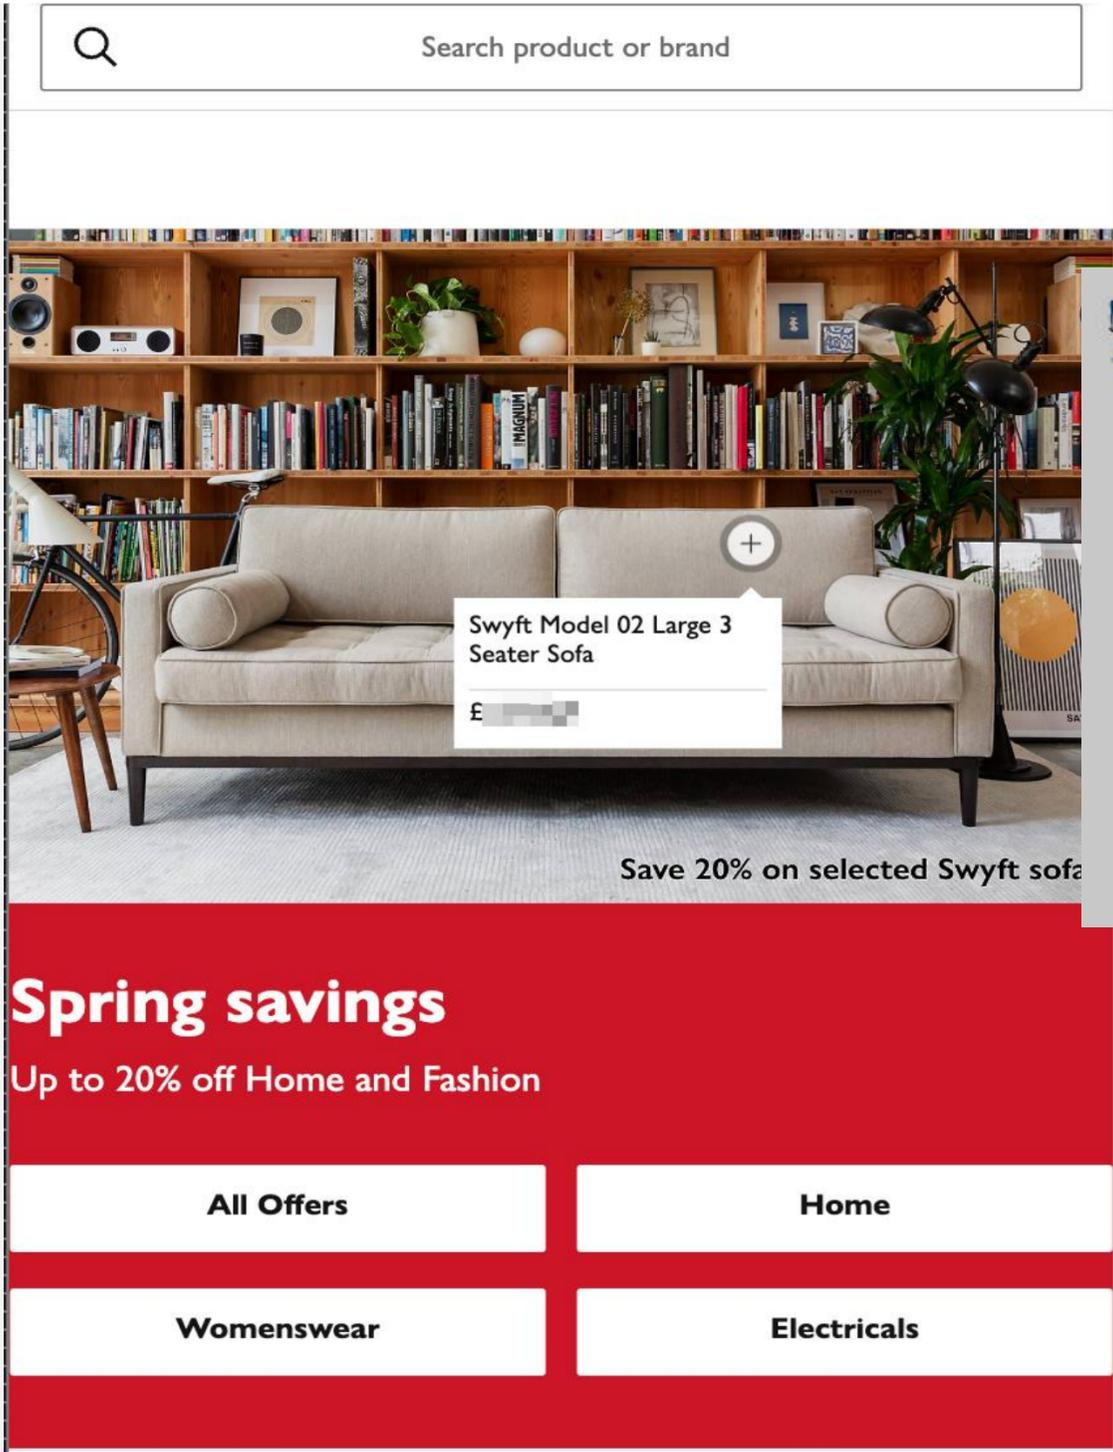 Search product or brand
MAGNUM
Swyft Model 02 Large 3
Seater Sofa
£
Save 20% on selected Swyft sofa
Spring savings
Up to 20% off Home and Fashion
All Offers
Home
Womenswear
Electricals